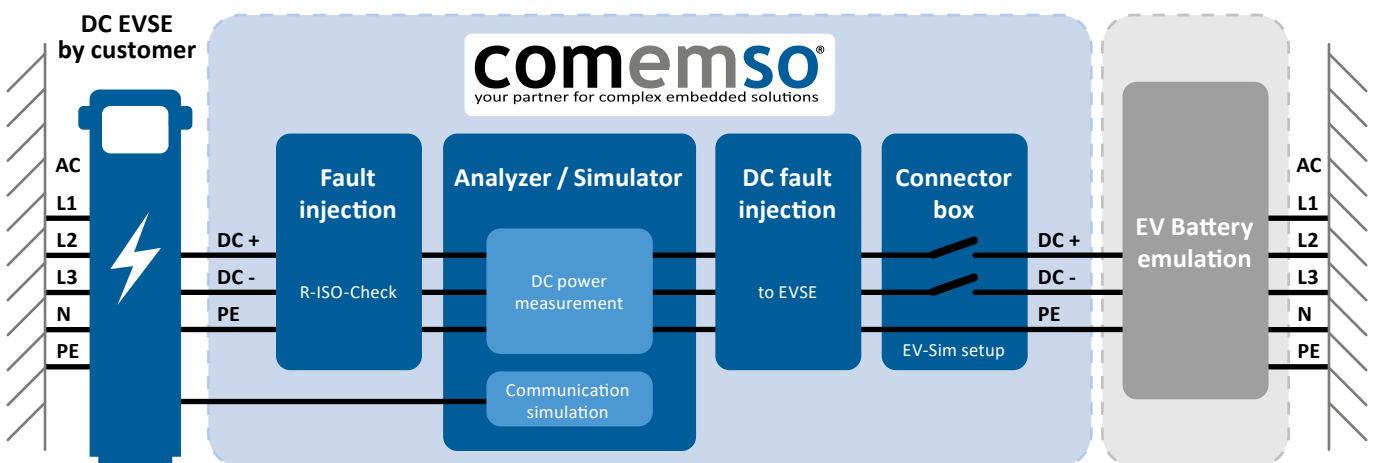 DC EVSE
by customer
comemso®
your partner for complex embedded solutions
AC
L1
L2
L3
N
PE
DC +
DC -
PE
Fault
injection
R-ISO-Check
Analyzer / Simulator
DC power
measurement
Communication
simulation
DC fault
injection
to EVSE
Connector
box
EV-Sim setup
DC +
DC -
PE
EV Battery
emulation
AC
L1
L2
L3
N
PE